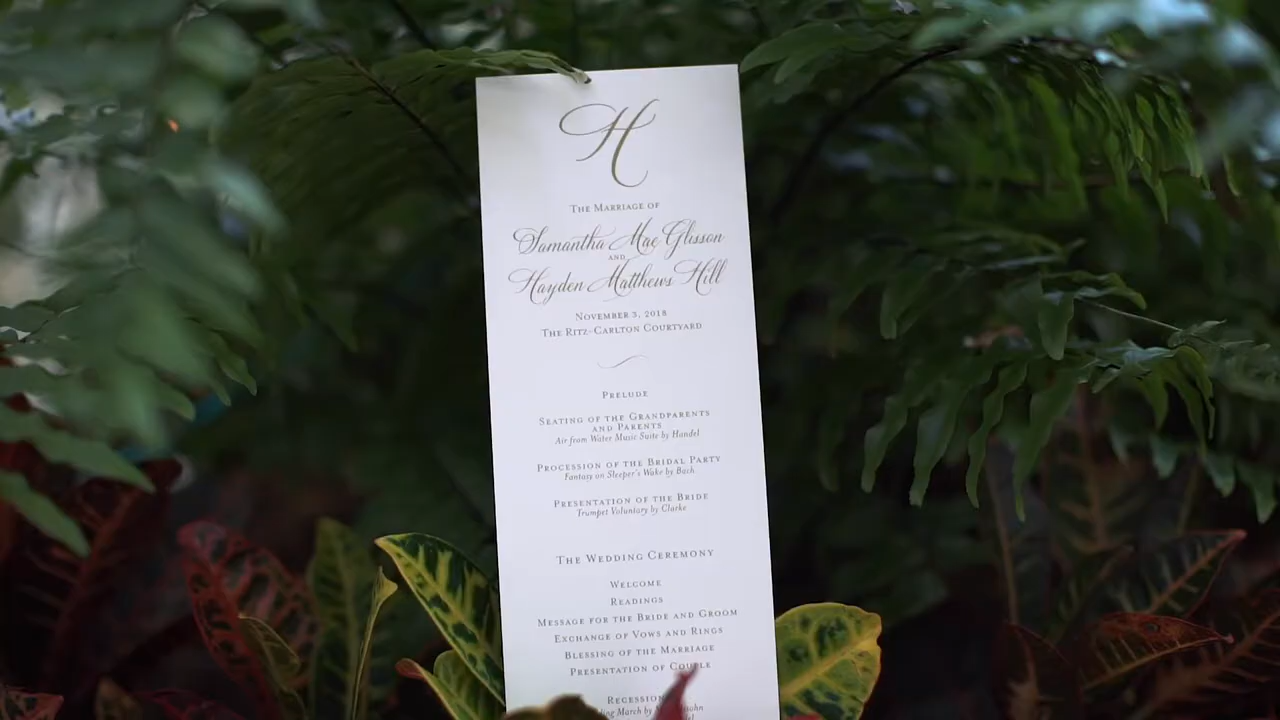 H
The Marriage of
Samantha Mae Glisson
and
Hayden Matthews Hill
November 3, 2018
The Ritz-Carlton Courtyard
Prelude
Seating of the Grandparents
and Parents
Air from Water Music Suite by Handel
Procession of the Bridal Party
Fantasy on Sleeper's Wake by Bach
Presentation of the Bride
Trumpet Voluntary by Clarke
The Wedding Ceremony
Welcome
Readings
Message for the Bride and Groom
Exchange of Vows and Rings
Blessing of the Marriage
Presentation of Couple
March by